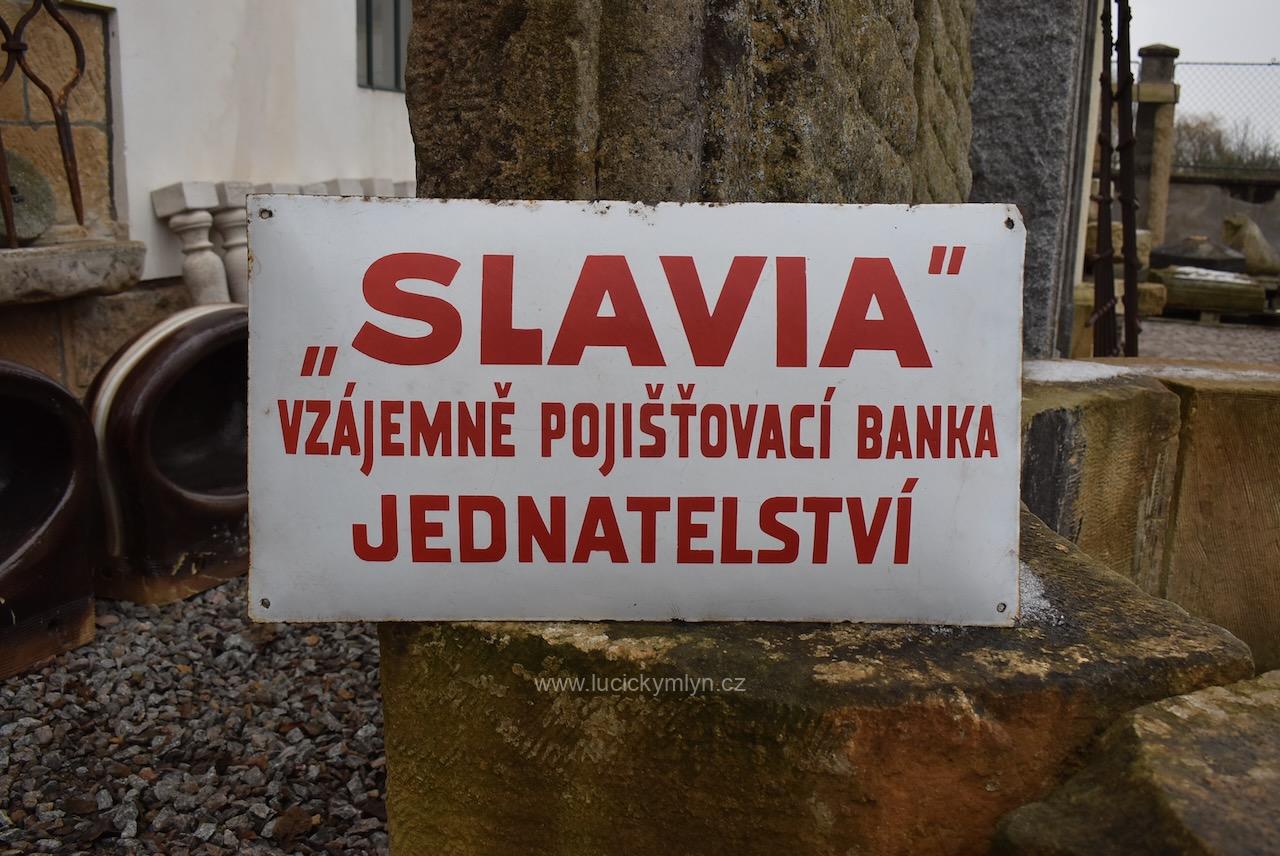 „SLAVIA“
VZÁJEMNĚ POJIŠŤOVACÍ BANKA
JEDNATELSTVÍ
www.lucickymlyn.cz